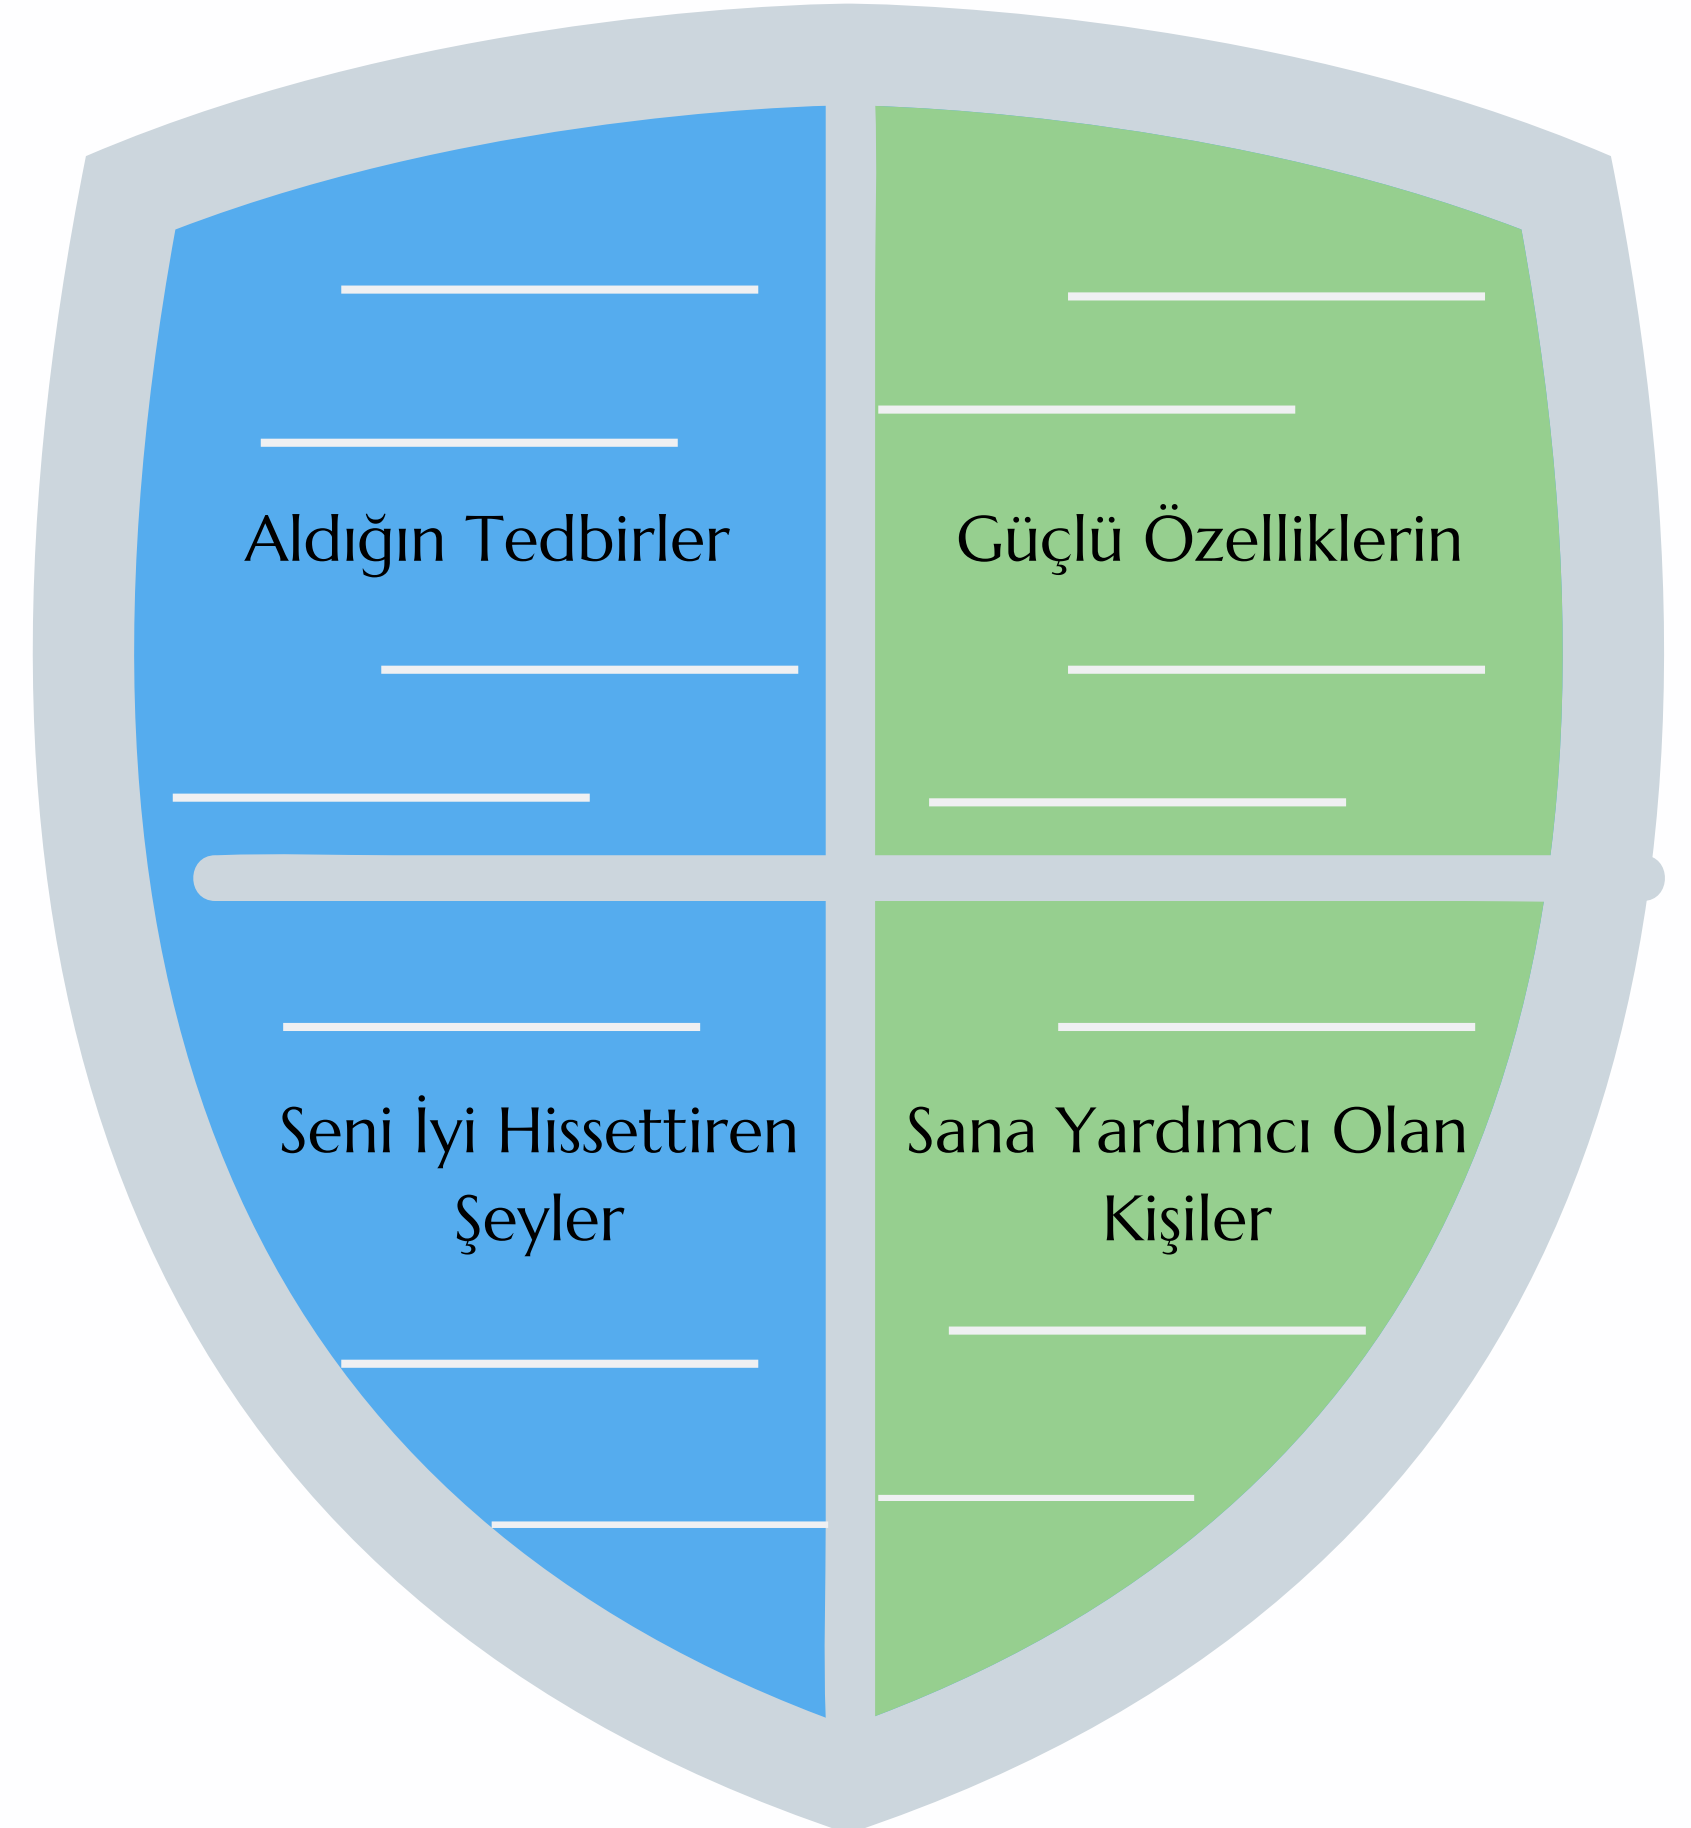 Aldığın Tedbirler
Güçlü Özelliklerin
Seni İyi Hissettiren
Şeyler
Sana Yardımcı Olan
Kişiler